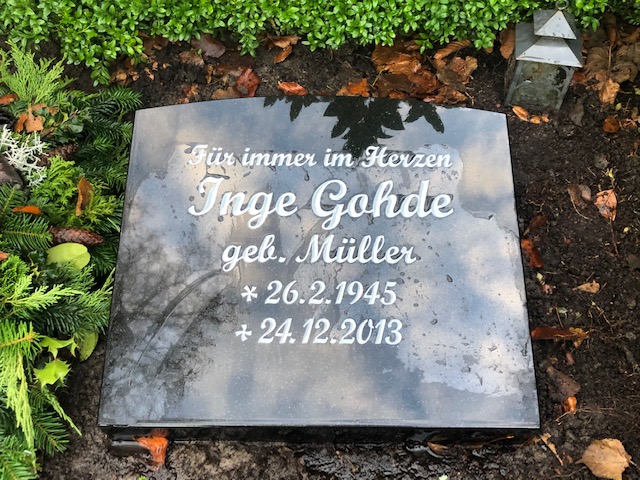 Für immer im Herzen
Inge Gohde
geb. Müller
* 26.2.1945
+ 24.12.2013